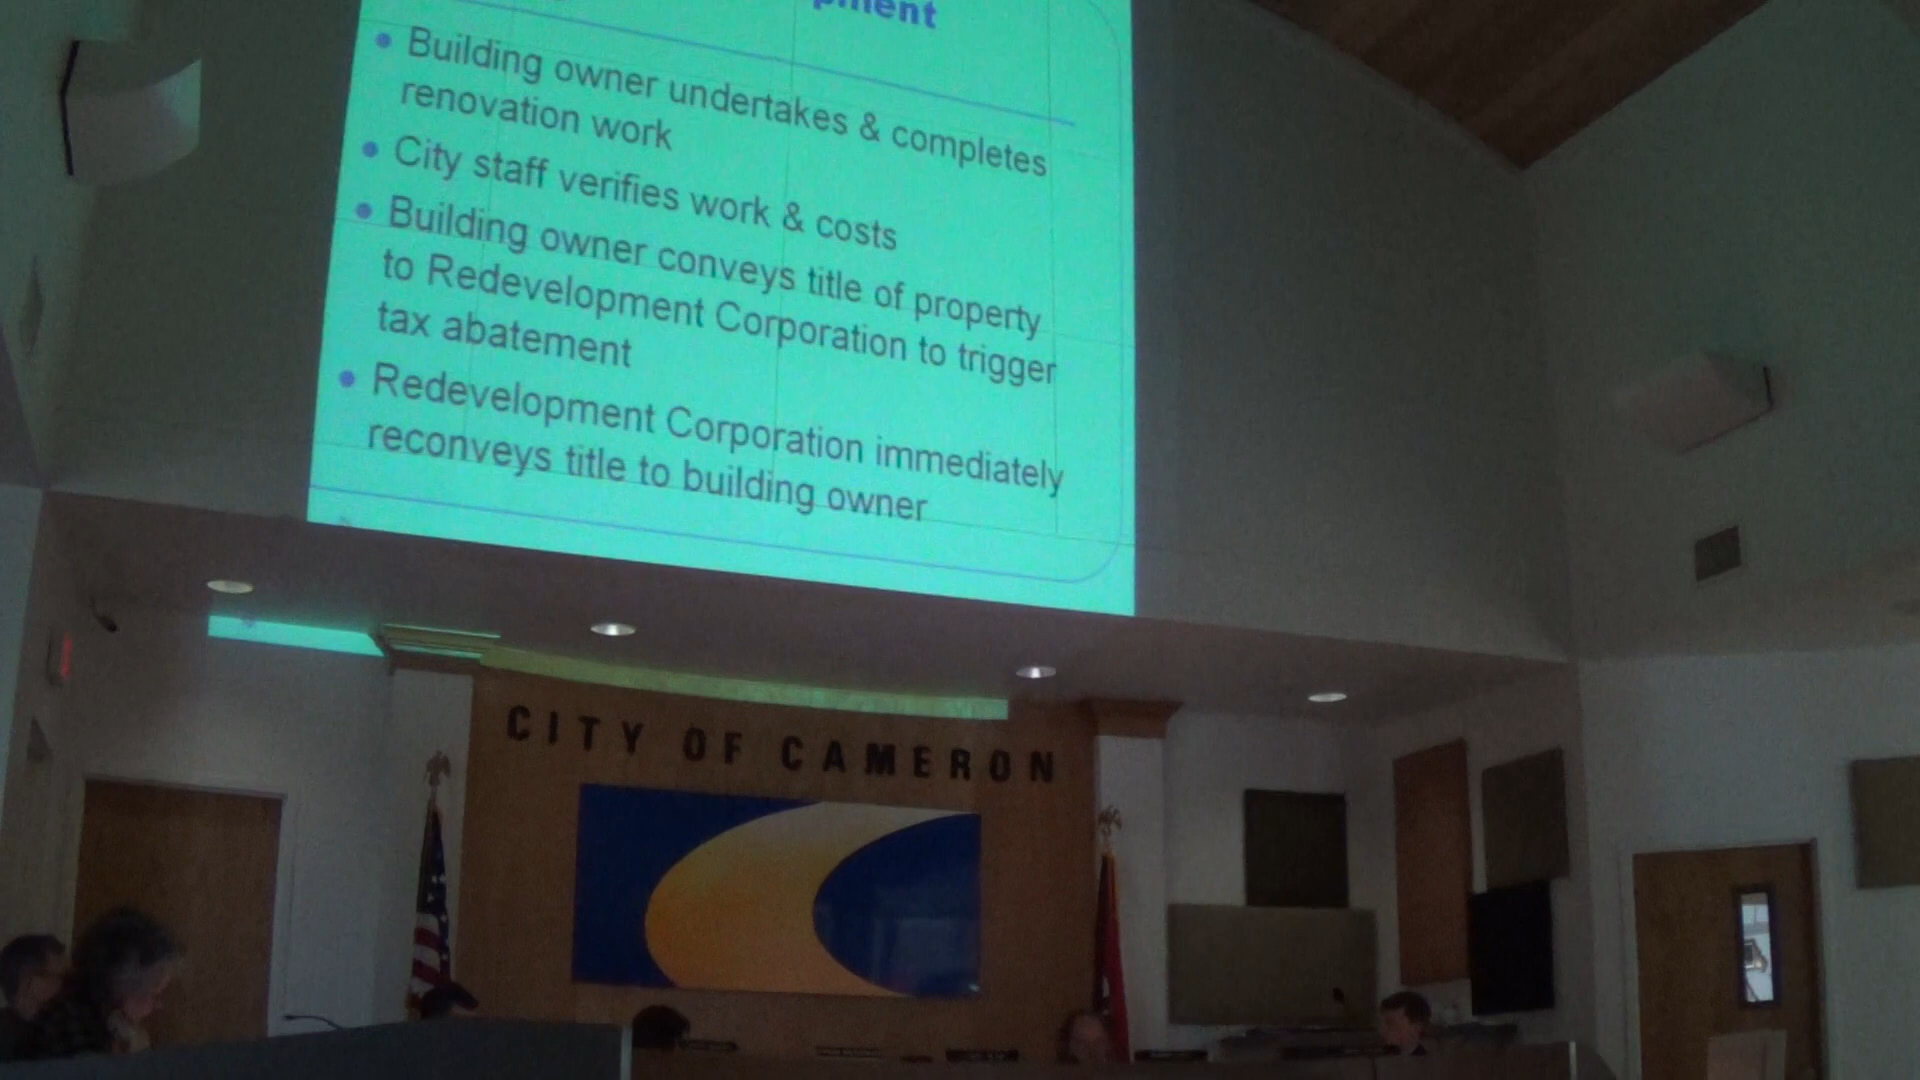 Building owner undertakes & completes
renovation work
City staff verifies work & costs
Building owner conveys title of property
to Redevelopment Corporation to trigger
tax abatement
Redevelopment Corporation immediately
reconveys title to building owner
CITY OF CAMERON